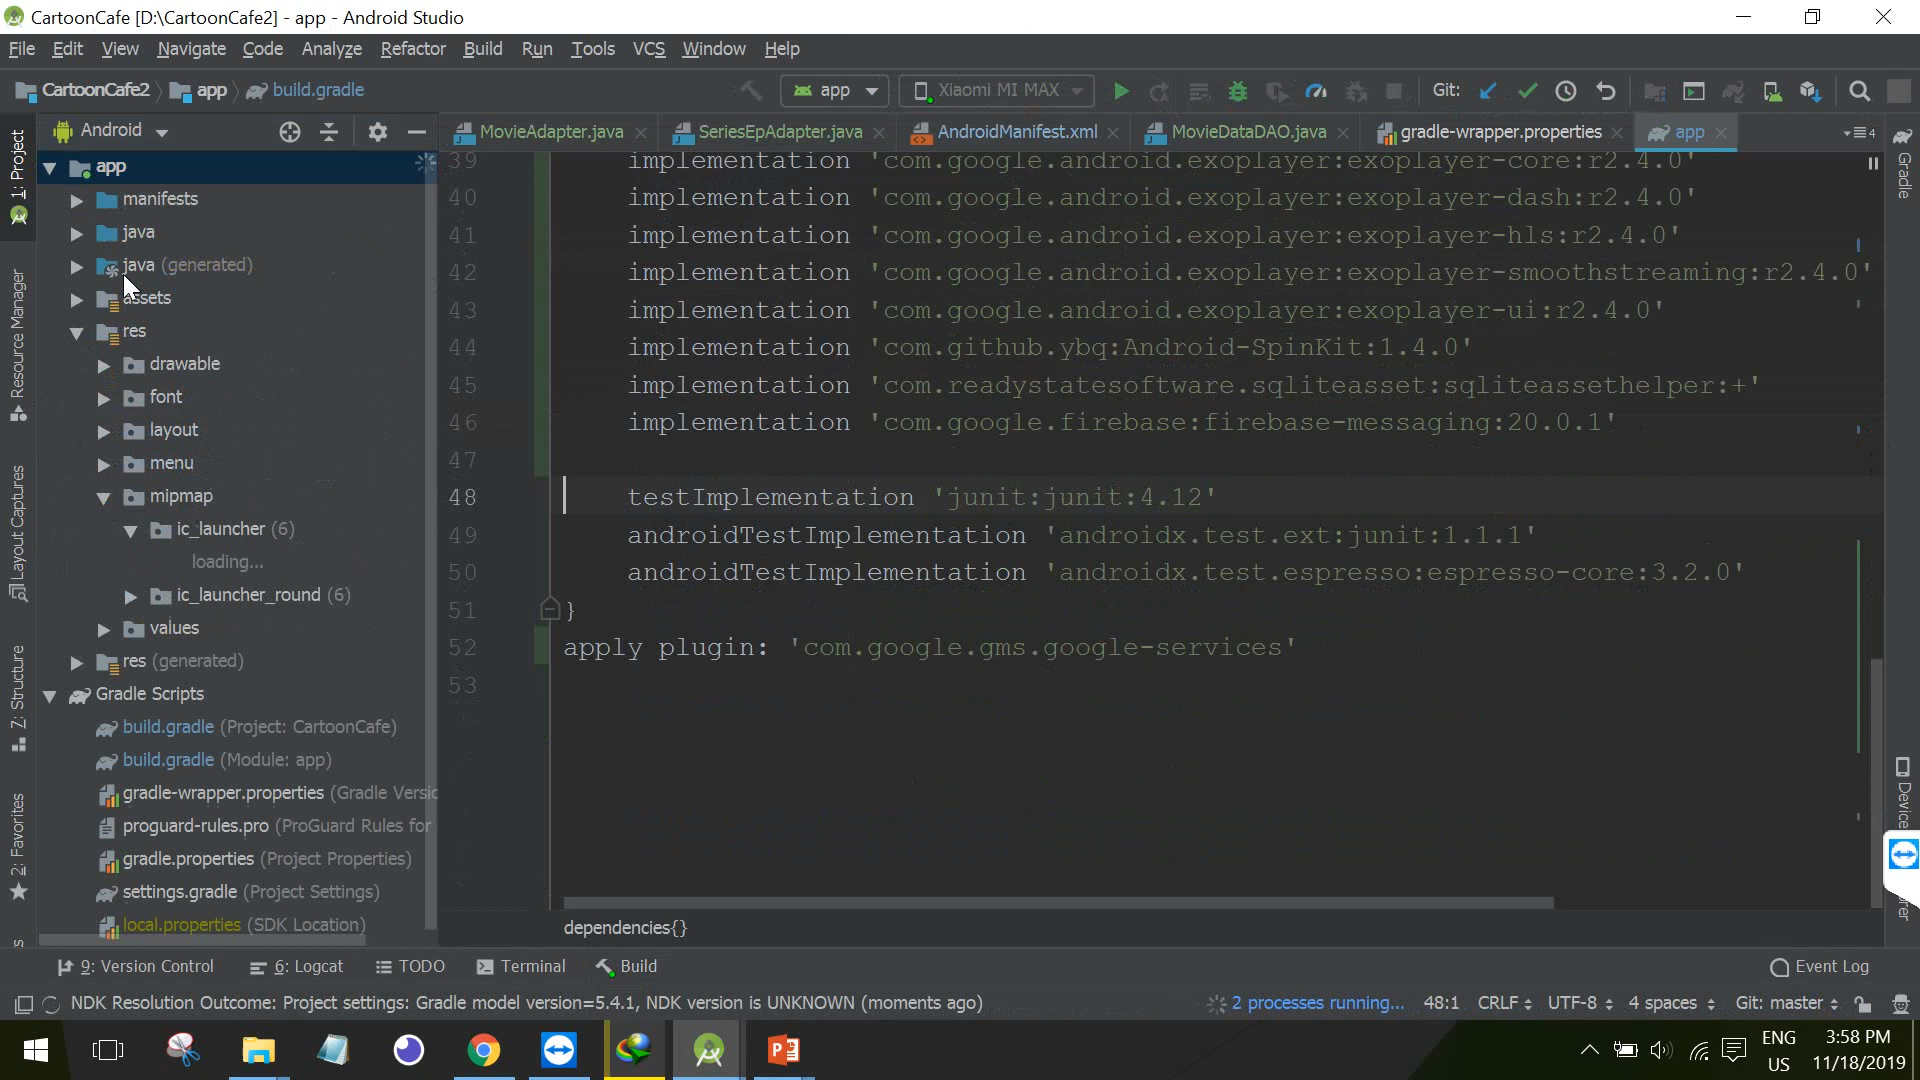 CartoonCafe [D:\CartoonCafe2] - app - Android Studio
File Edit View Navigate Code Analyze Refactor Build Run Tools VCS Window Help
CartoonCafe2 app build.gradle app Xiaomi MI MAX Git:
Android MovieAdapter.java SeriesEpAdapter.java AndroidManifest.xml MovieDataDAO.java gradle-wrapper.properties app 4
1: Project
Resource Manager
Layout Captures
7: Structure
2: Favorites
app
manifests
java
java (generated)
assets
res
drawable
font
layout
menu
mipmap
ic_launcher (6)
loading...
ic_launcher_round (6)
values
res (generated)
Gradle Scripts
build.gradle (Project: CartoonCafe)
build.gradle (Module: app)
gradle-wrapper.properties (Gradle Versic
proguard-rules.pro (ProGuard Rules for
gradle.properties (Project Properties)
settings.gradle (Project Settings)
local.properties (SDK Location)
39 implementation 'com.google.android.exoplayer:exoplayer-core:r2.4.0'
40 implementation 'com.google.android.exoplayer:exoplayer-dash:r2.4.0'
41 implementation 'com.google.android.exoplayer:exoplayer-hls:r2.4.0'
42 implementation 'com.google.android.exoplayer:exoplayer-smoothstreaming:r2.4.0'
43 implementation 'com.google.android.exoplayer:exoplayer-ui:r2.4.0'
44 implementation 'com.github.ybq:Android-SpinKit:1.4.0'
45 implementation 'com.readystatesoftware.sqliteasset:sqliteassethelper:+'
46 implementation 'com.google.firebase:firebase-messaging:20.0.1'
47
48 testImplementation 'junit:junit:4.12'
49 androidTestImplementation 'androidx.test.ext:junit:1.1.1'
50 androidTestImplementation 'androidx.test.espresso:espresso-core:3.2.0'
51 }
52 apply plugin: 'com.google.gms.google-services'
53
dependencies{}
Gradle
Device
rer
9: Version Control 6: Logcat TODO Terminal Build Event Log
NDK Resolution Outcome: Project settings: Gradle model version=5.4.1, NDK version is UNKNOWN (moments ago) 2 processes running... 48:1 CRLF UTF-8 4 spaces Git: master
ENG 3:58 PM
US 11/18/2019